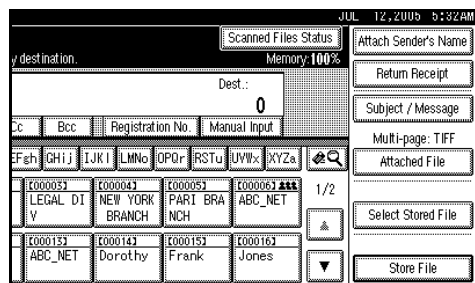 JUL 12,2005 5:32AM
Scanned Files Status
Attach Sender's Name
y destination.
Memory:100%
Return Receipt
Dest.:
0
Subject / Message
Cc
Bcc
Registration No.
Manual Input
Multi-page: TIFF
Attached File
EFgh
GHij
IJKl
LMNo
OPQr
RSTu
UVWx
XYZa
1/2
[00003]
LEGAL DI
V
[00004]
NEW YORK
BRANCH
[00005]
PARI BRA
NCH
[00006]
ABC_NET
Select Stored File
[00013]
ABC_NET
[00014]
Dorothy
[00015]
Frank
[00016]
Jones
Store File